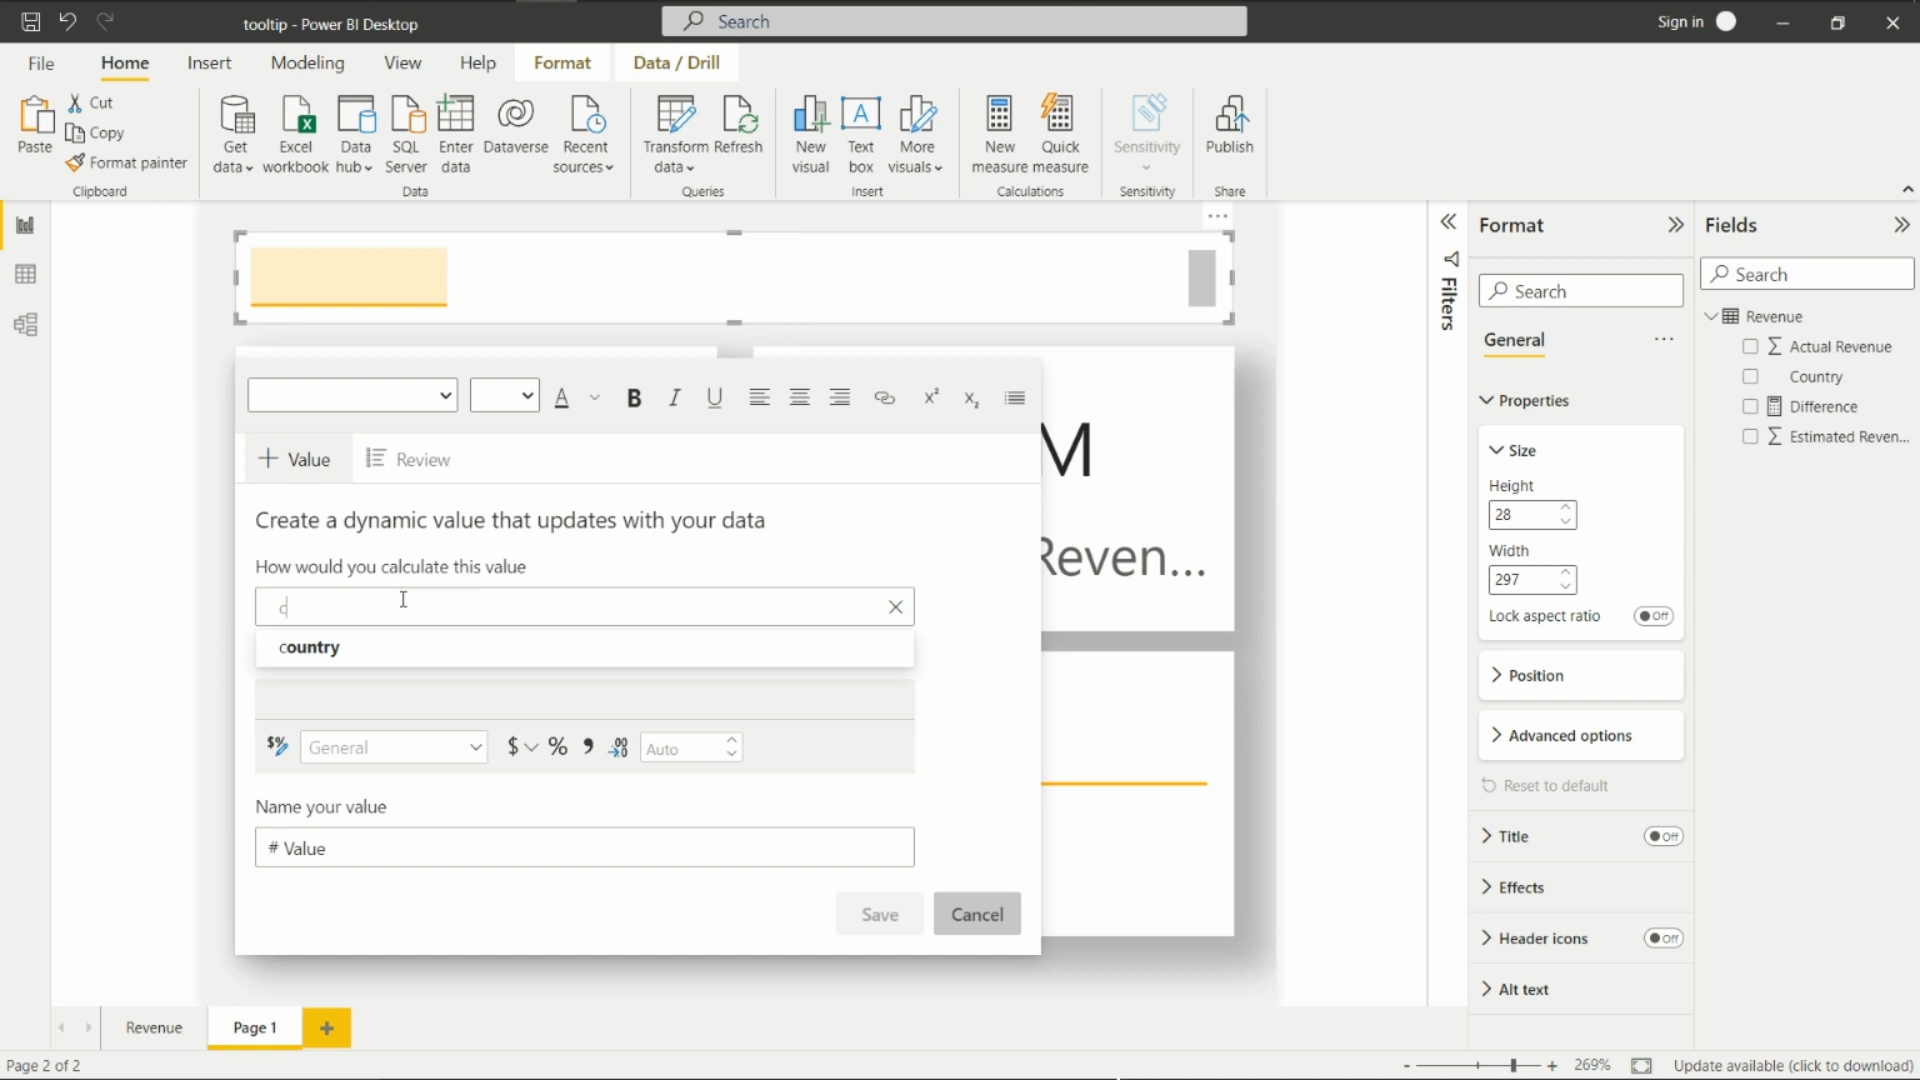 tooltip - Power BI Desktop
Search
Sign in
File Home Insert Modeling View Help Format Data / Drill
Paste
Cut
Copy
Format painter
Clipboard
Get data
Excel workbook
Data hub
SQL Server
Enter data
Dataverse
Recent sources
Data
Transform data
Refresh
Queries
New visual
Text box
More visuals
Insert
New measure
Quick measure
Calculations
Sensitivity
Sensitivity
Publish
Share
A B I U x² x₂
+ Value
Review
Create a dynamic value that updates with your data
How would you calculate this value
c
country
General
$ % , Auto
Name your value
# Value
Save
Cancel
M
Reven...
Filters
Format
Search
General
Properties
Size
Height
28
Width
297
Lock aspect ratio Off
Position
Advanced options
Reset to default
Title Off
Effects
Header icons Off
Alt text
Fields
Search
Revenue
Actual Revenue
Country
Difference
Estimated Reven...
Revenue
Page 1
+
Page 2 of 2
- + 269%
Update available (click to download)